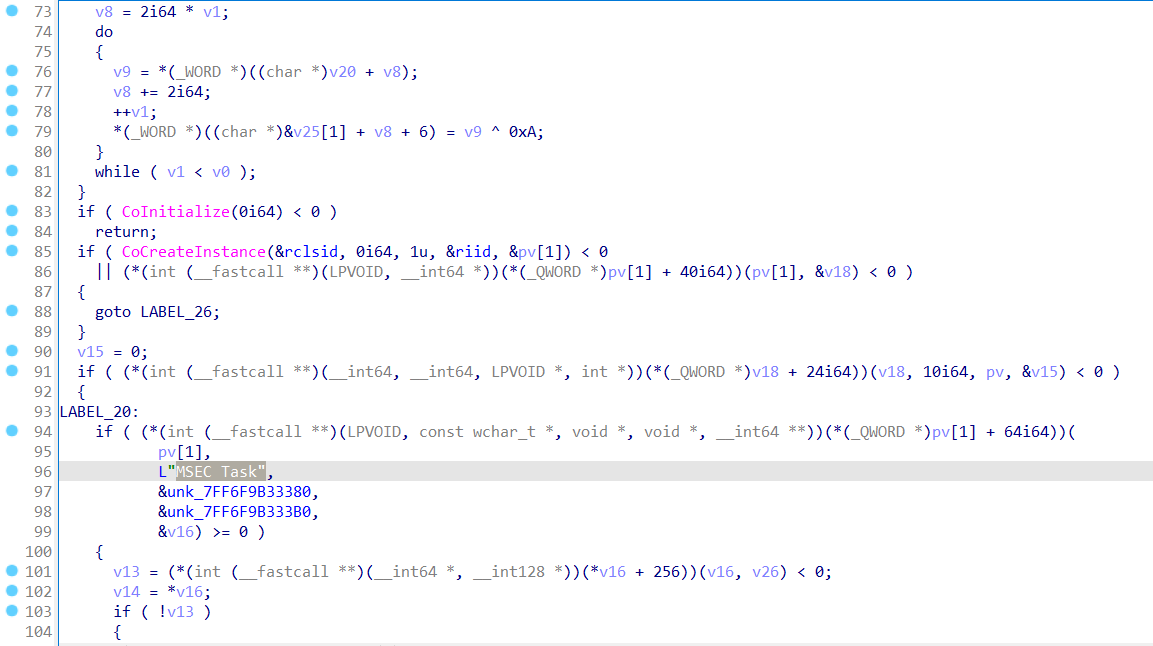 73 v8 = 2i64 * v1;
74 do
75 {
76 v9 = *(_WORD *)((char *)v20 + v8);
77 v8 += 2i64;
78 ++v1;
79 *(_WORD *)((char *)&v25[1] + v8 + 6) = v9 ^ 0xA;
80 }
81 while ( v1 < v0 );
82 }
83 if ( CoInitialize(0i64) < 0 )
84 return;
85 if ( CoCreateInstance(&rclsid, 0i64, 1u, &riid, &pv[1]) < 0
86 || (*(int (__fastcall **)(LPVOID, __int64 *))(*(_QWORD *)pv[1] + 40i64))(pv[1], &v18) < 0 )
87 {
88 goto LABEL_26;
89 }
90 v15 = 0;
91 if ( (*(int (__fastcall **)(__int64, __int64, LPVOID *, int *))(*(_QWORD *)v18 + 24i64))(v18, 10i64, pv, &v15) < 0 )
92 {
93 LABEL_20:
94 if ( (*(int (__fastcall **)(LPVOID, const wchar_t *, void *, void *, __int64 **))(*(_QWORD *)pv[1] + 64i64))(
95 pv[1],
96 L"MSEC Task",
97 &unk_7FF6F9B33380,
98 &unk_7FF6F9B333B0,
99 &v16) >= 0 )
100 {
101 v13 = (*(int (__fastcall **)(__int64 *, __int128 *))(*v16 + 256))(v16, v26) < 0;
102 v14 = *v16;
103 if ( !v13 )
104 {